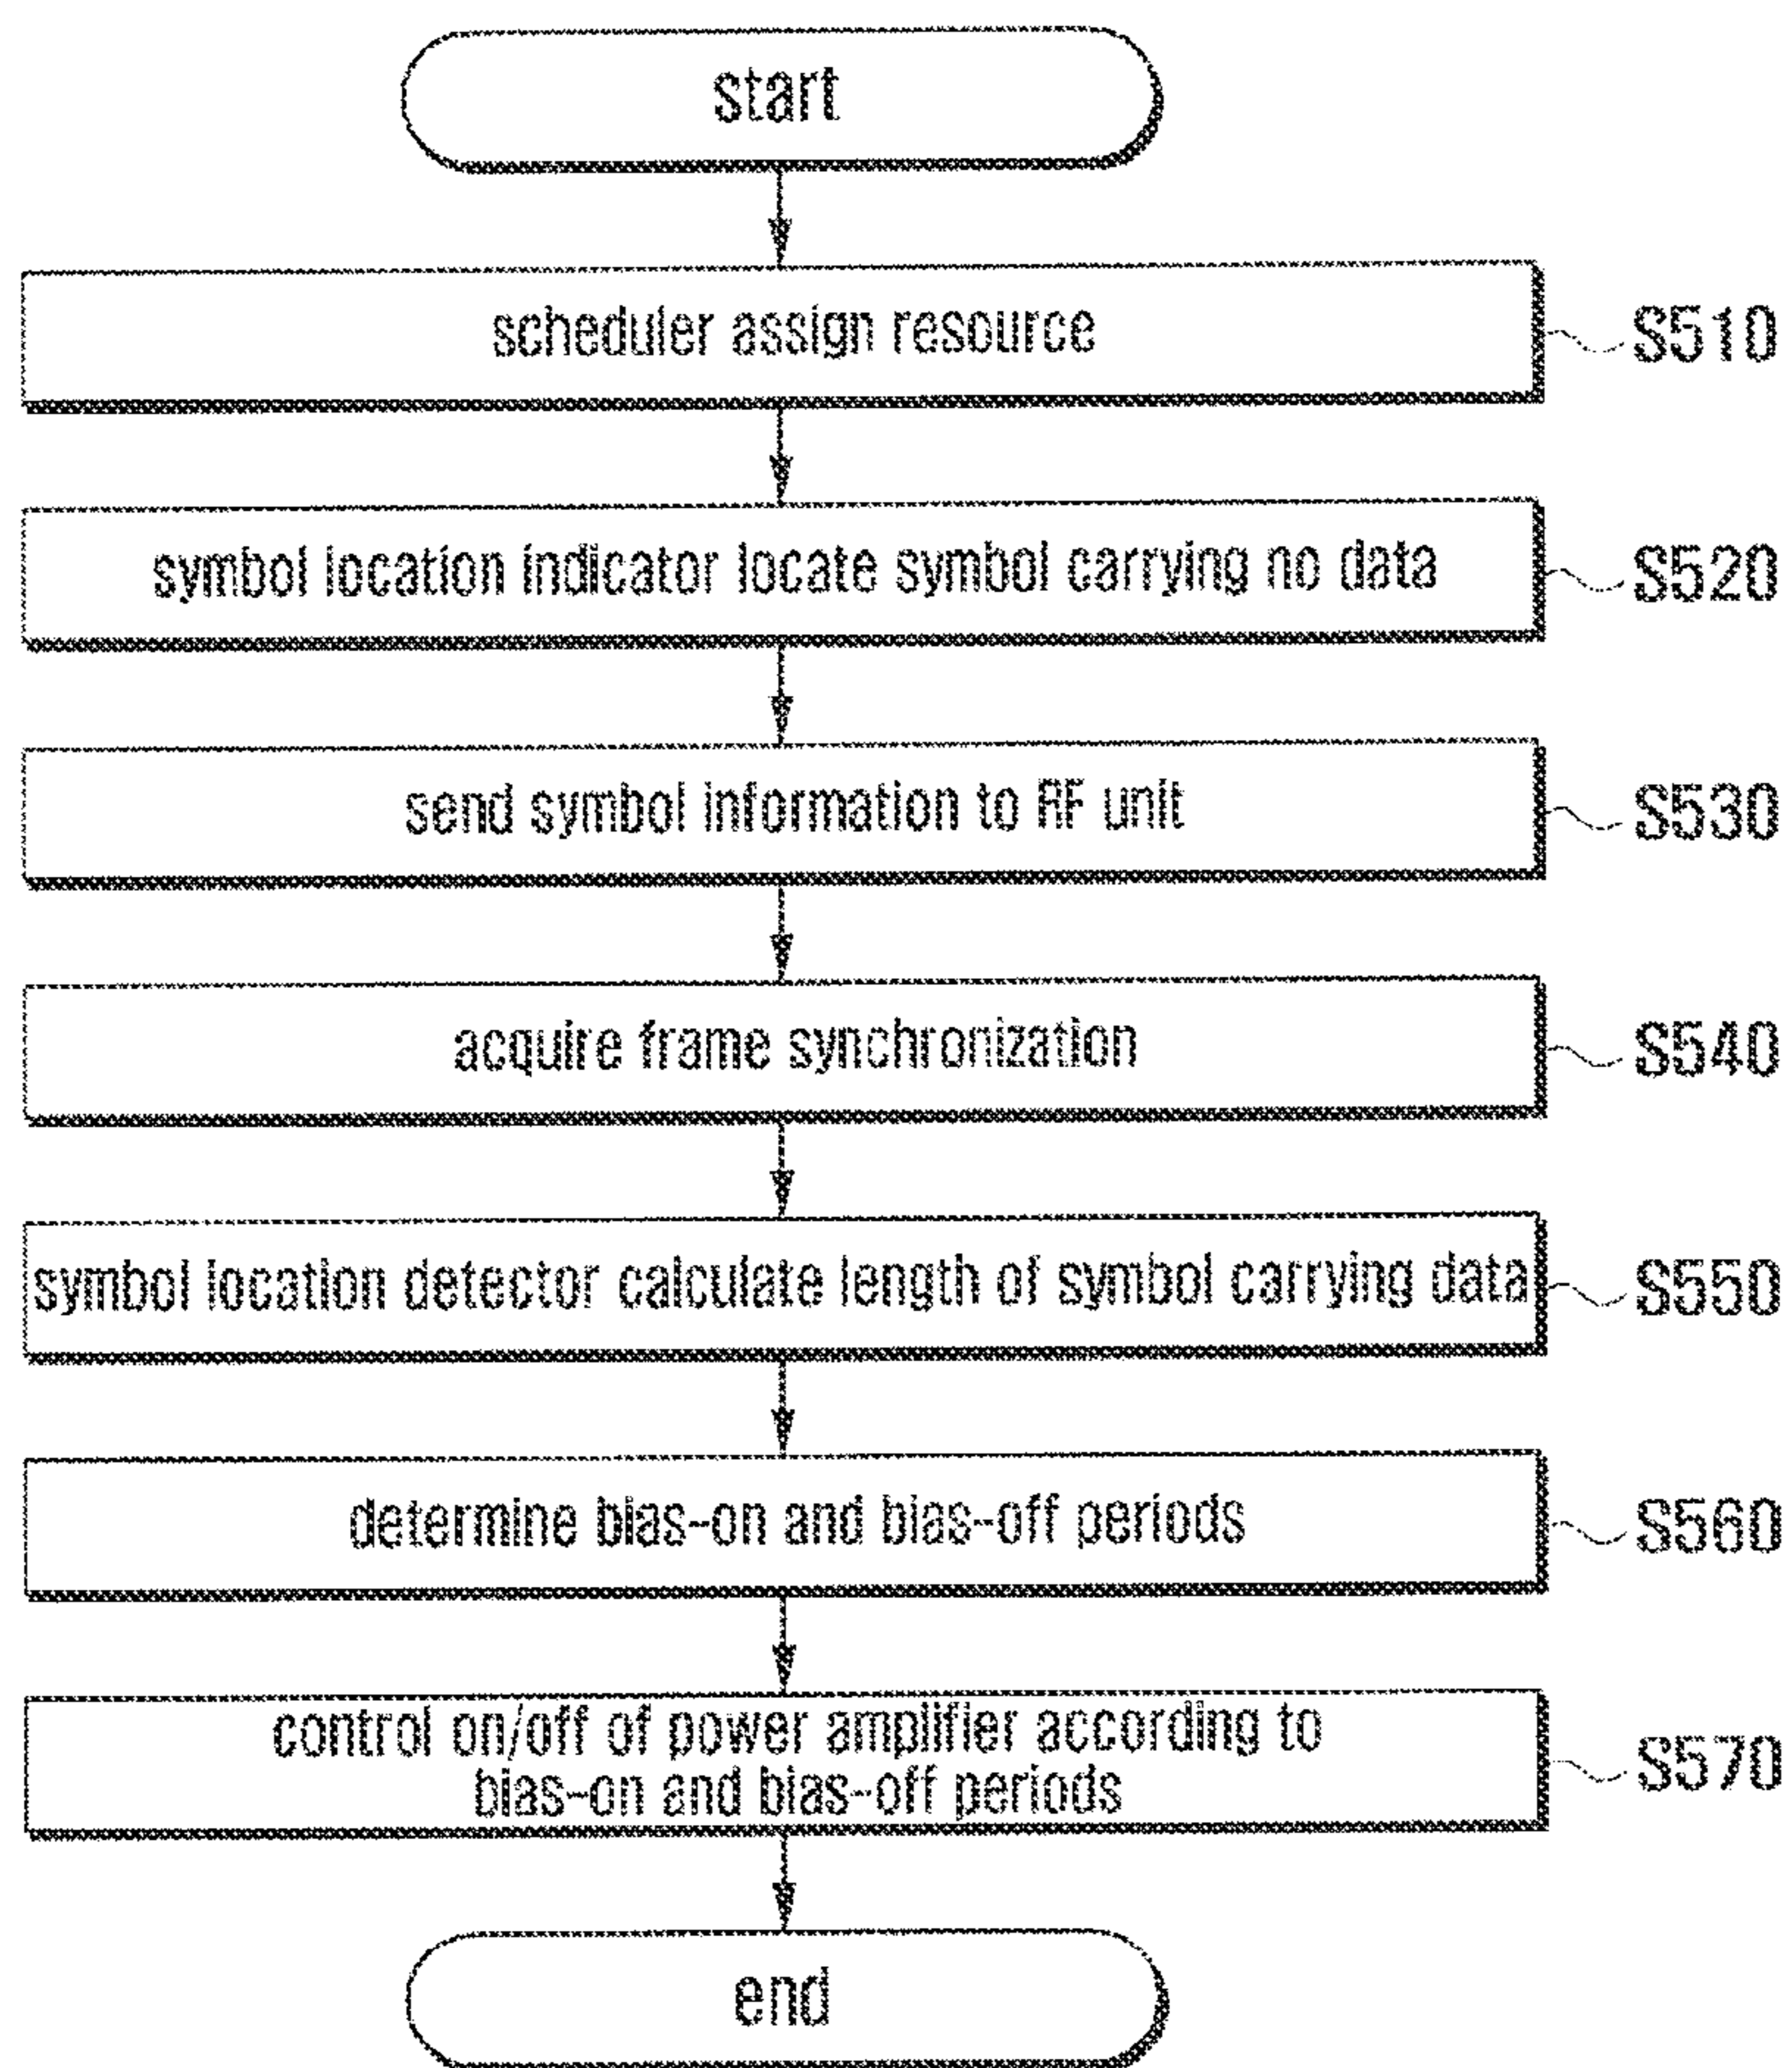 start
scheduler assign resource
S510
symbol location indicator locate symbol carrying no data
S520
send symbol information to RF unit
S530
acquire frame synchronization
S540
symbol location detector calculate length of symbol carrying data
S550
determine bias-on and bias-off periods
S560
control on/off of power amplifier according to
bias-on and bias-off periods
S570
end